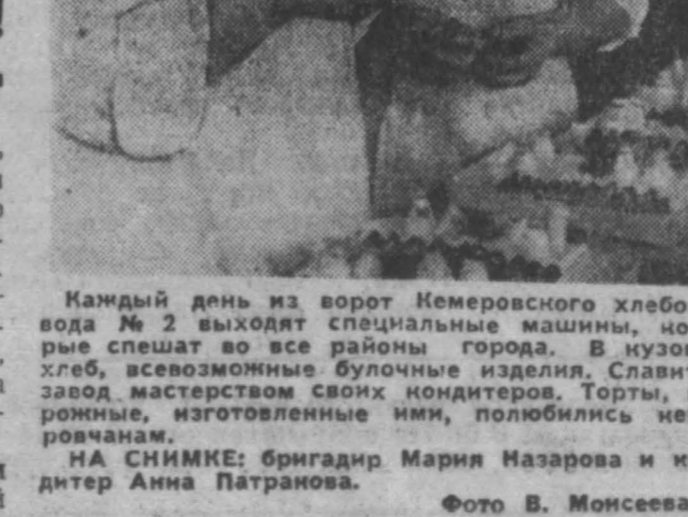 Каждый день из ворот Кемеровского хлебо
вода № 2 выходят специальные машины, ко
рые спешат во все районы города. В кузо
хлеб, всевозможные булочные изделия. Славит
завод мастерством своих кондитеров. Торты,
рожные, изготовленные ими, полюбились ке
ровчанам.
НА СНИМКЕ: бригадир Мария Назарова и к
дитер Анна Патранова.
Фото В. Моисеева